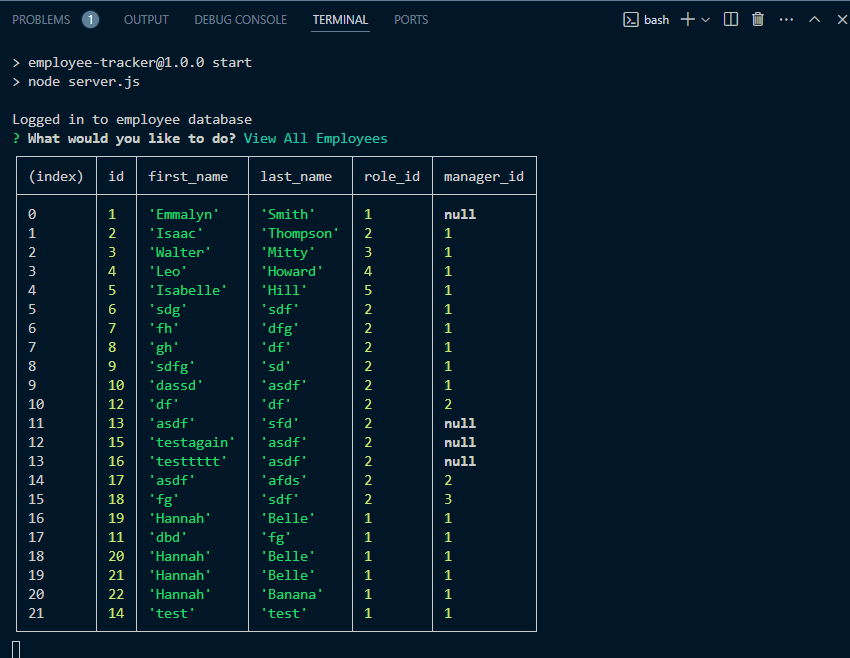 PROBLEMS 1 OUTPUT DEBUG CONSOLE TERMINAL PORTS bash
> employee-tracker@1.0.0 start
> node server.js
Logged in to employee database
? What would you like to do? View All Employees
(index) id first_name last_name role_id manager_id
0 1 'Emmalyn' 'Smith' 1 null
1 2 'Isaac' 'Thompson' 2 1
2 3 'Walter' 'Mitty' 3 1
3 4 'Leo' 'Howard' 4 1
4 5 'Isabelle' 'Hill' 5 1
5 6 'sdg' 'sdf' 2 1
6 7 'fh' 'dfg' 2 1
7 8 'gh' 'df' 2 1
8 9 'sdfg' 'sd' 2 1
9 10 'dassd' 'asdf' 2 1
10 12 'df' 'df' 2 2
11 13 'asdf' 'sfd' 2 null
12 15 'testagain' 'asdf' 2 null
13 16 'testtttt' 'asdf' 2 null
14 17 'asdf' 'afds' 2 2
15 18 'fg' 'sdf' 2 3
16 19 'Hannah' 'Belle' 1 1
17 11 'dbd' 'fg' 1 1
18 20 'Hannah' 'Belle' 1 1
19 21 'Hannah' 'Belle' 1 1
20 22 'Hannah' 'Banana' 1 1
21 14 'test' 'test' 1 1